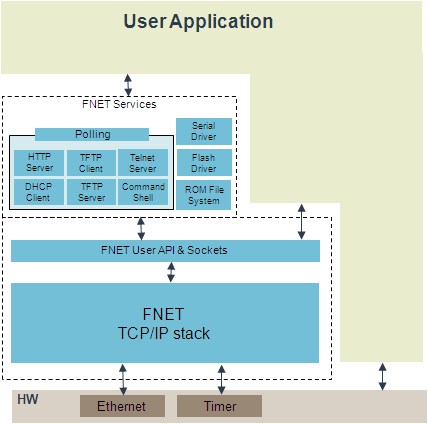 User Application
FNET Services
Polling
HTTP
Server
TFTP
Client
Telnet
Server
DHCP
Client
TFTP
Server
Command
Shell
Serial
Driver
Flash
Driver
ROM File
System
FNET User API & Sockets
FNET
TCP/IP stack
HW
Ethernet
Timer